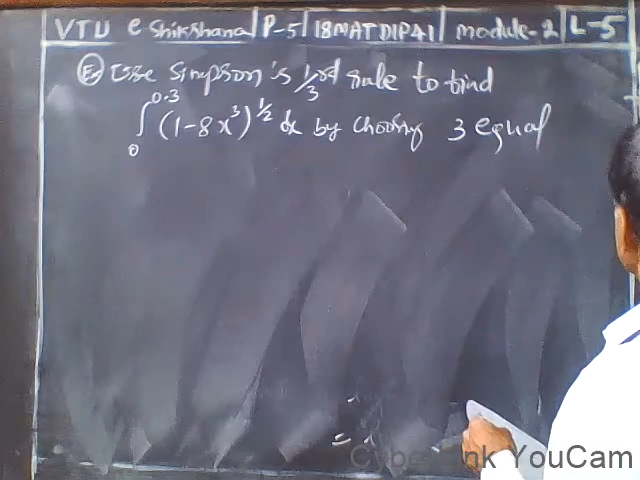 VTU e Shikshana P-5 18MATDIP41 module-2 L-5
Ex Use Simpson's 1/3rd rule to find
∫₀^0.3 (1-8x³)^1/2 dx by choosing 3 equal
CyberLink YouCam